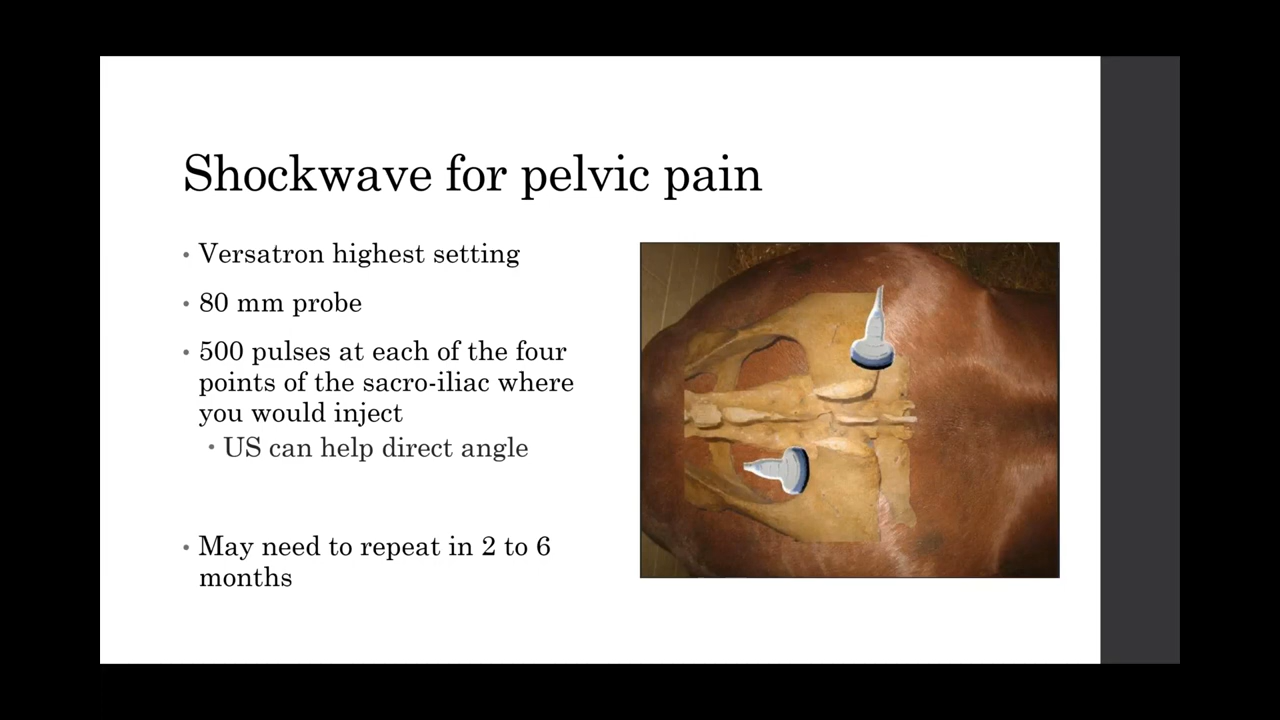 Shockwave for pelvic pain
• Versatron highest setting
• 80 mm probe
• 500 pulses at each of the four
points of the sacro-iliac where
you would inject
• US can help direct angle
• May need to repeat in 2 to 6
months